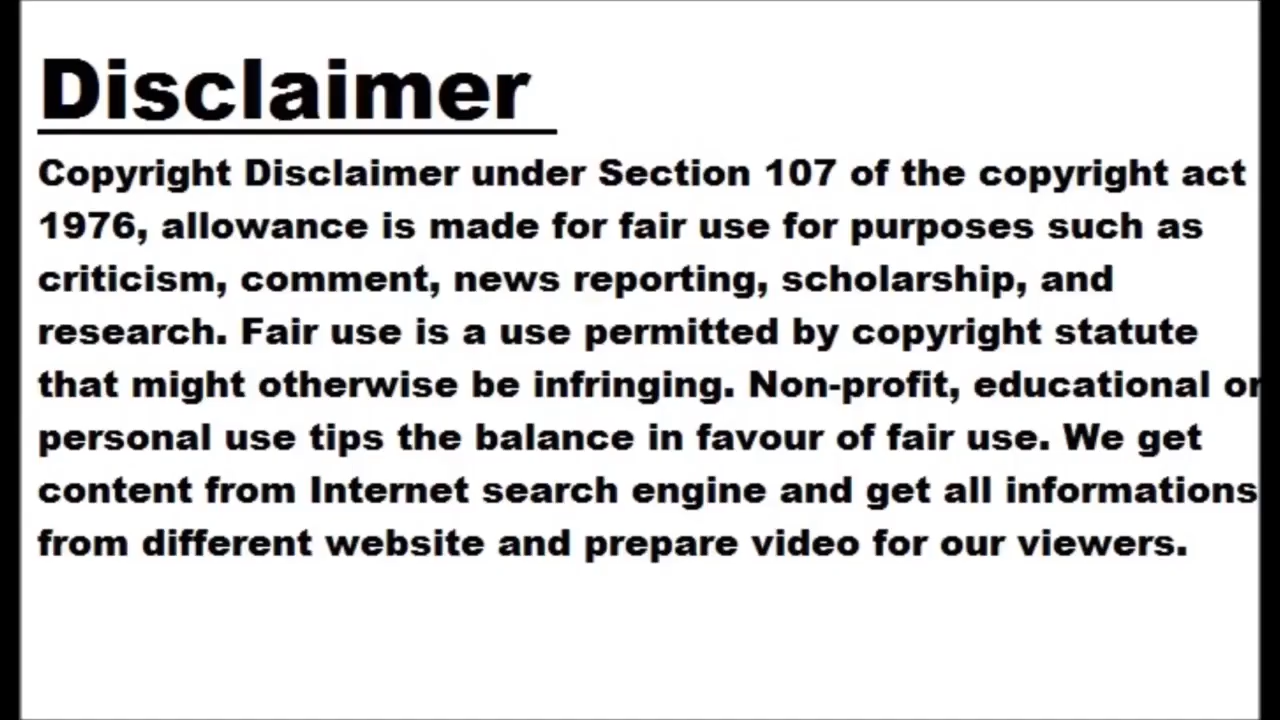 Disclaimer
Copyright Disclaimer under Section 107 of the copyright act
1976, allowance is made for fair use for purposes such as
criticism, comment, news reporting, scholarship, and
research. Fair use is a use permitted by copyright statute
that might otherwise be infringing. Non-profit, educational or
personal use tips the balance in favour of fair use. We get
content from Internet search engine and get all informations
from different website and prepare video for our viewers.